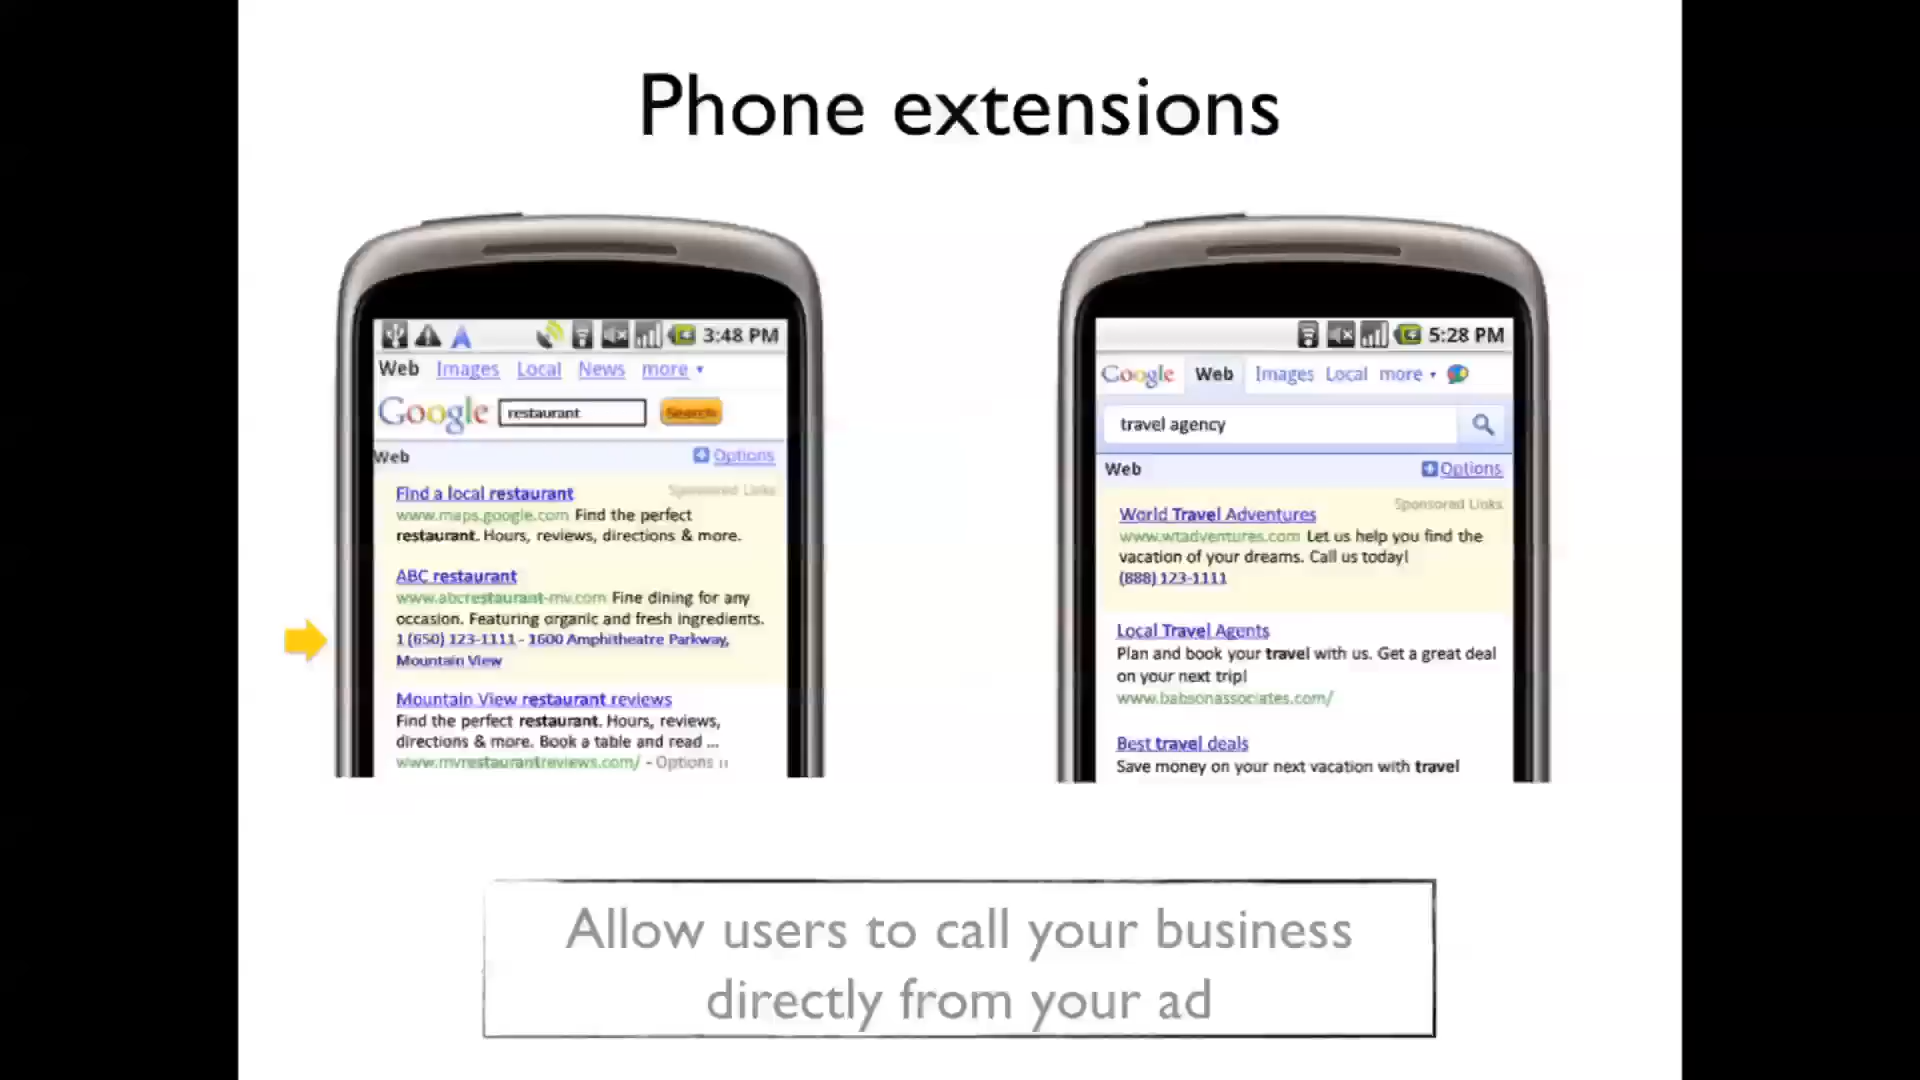 Phone extensions
3:48 PM
Web Images Local News more
Google restaurant Search
Web Options
Find a local restaurant Sponsored Links
www.maps.google.com Find the perfect
restaurant. Hours, reviews, directions & more.
ABC restaurant
www.abcrestaurant-mv.com Fine dining for any
occasion. Featuring organic and fresh ingredients.
1 (650) 123-1111 - 1600 Amphitheatre Parkway,
Mountain View
Mountain View restaurant reviews
Find the perfect restaurant. Hours, reviews,
directions & more. Book a table and read ...
www.mvrestaurantreviews.com/ - Options
5:28 PM
Google Web Images Local more
travel agency
Web Options
Sponsored Links
World Travel Adventures
www.wtadventures.com Let us help you find the
vacation of your dreams. Call us today!
(888) 123-1111
Local Travel Agents
Plan and book your travel with us. Get a great deal
on your next trip!
www.babsonassociates.com/
Best travel deals
Save money on your next vacation with travel
Allow users to call your business
directly from your ad